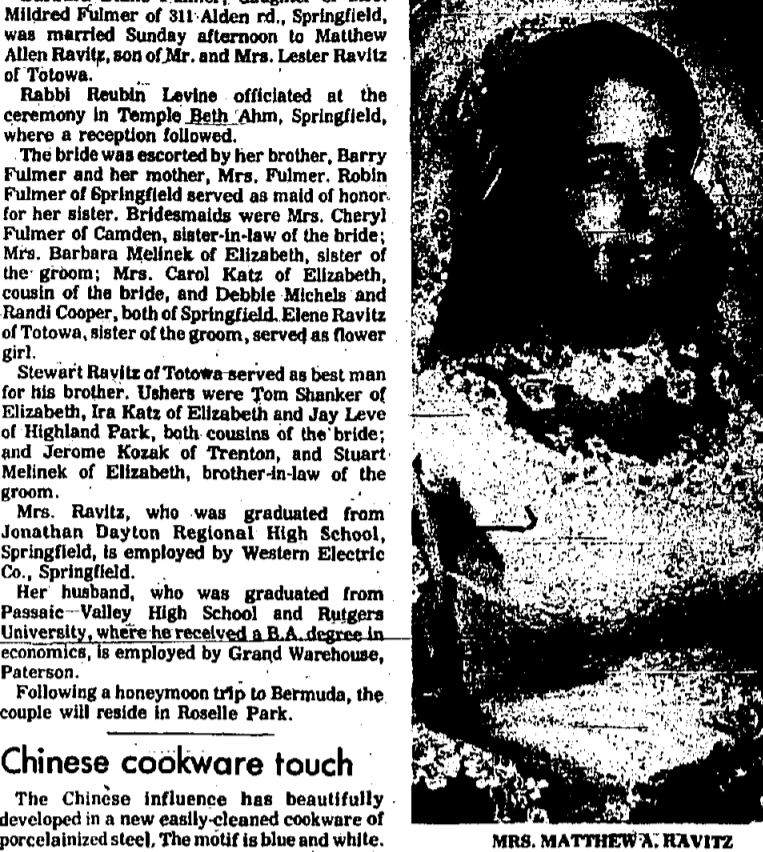 Mildred Fulmer of 311 Alden rd., Springfield,
was married Sunday afternoon to Matthew
Allen Ravitz, son of Mr. and Mrs. Lester Ravitz
of Totowa.
Rabbi Reubin Levine officiated at the
ceremony in Temple Beth Ahm, Springfield,
where a reception followed.
The bride was escorted by her brother, Barry
Fulmer and her mother, Mrs. Fulmer. Robin
Fulmer of Springfield served as maid of honor
for her sister. Bridesmaids were Mrs. Cheryl
Fulmer of Camden, sister-in-law of the bride;
Mrs. Barbara Melinek of Elizabeth, sister of
the groom; Mrs. Carol Katz of Elizabeth,
cousin of the bride, and Debbie Michels and
Randi Cooper, both of Springfield. Elene Ravitz
of Totowa, sister of the groom, served as flower
girl.
Stewart Ravitz of Totowa served as best man
for his brother. Ushers were Tom Shanker of
Elizabeth, Ira Katz of Elizabeth and Jay Leve
of Highland Park, both cousins of the bride;
and Jerome Kozak of Trenton, and Stuart
Melinek of Elizabeth, brother-in-law of the
groom.
Mrs. Ravitz, who was graduated from
Jonathan Dayton Regional High School,
Springfield, is employed by Western Electric
Co., Springfield.
Her husband, who was graduated from
Passaic Valley High School and Rutgers
University, where he received a B.A. degree in
economics, is employed by Grand Warehouse,
Paterson.
Following a honeymoon trip to Bermuda, the
couple will reside in Roselle Park.
Chinese cookware touch
The Chinese influence has beautifully
developed in a new easily-cleaned cookware of
porcelainized steel. The motif is blue and white.
MRS. MATTHEW A. RAVITZ